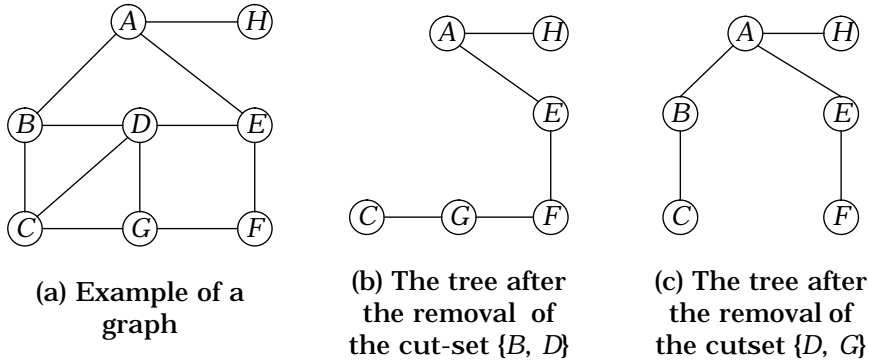 A H
B D E
C G F
(a) Example of a
graph
A H
E
C G F
(b) The tree after
the removal of
the cut-set {B, D}
A H
B E
C F
(c) The tree after
the removal of
the cutset {D, G}